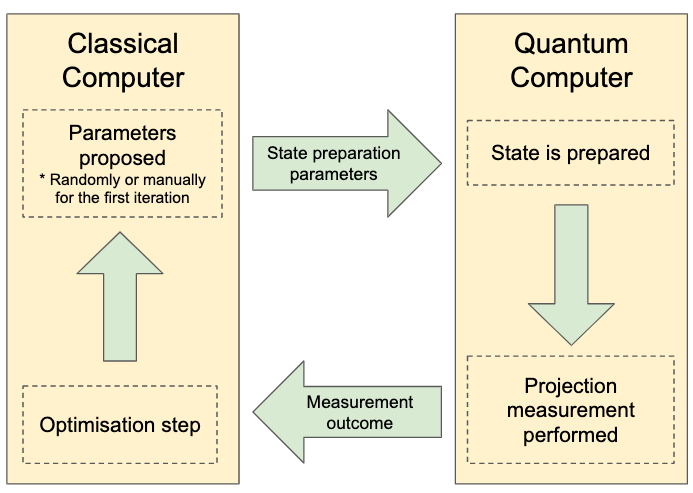 Classical
Computer
Parameters
proposed
* Randomly or manually
for the first iteration
Optimisation step
State preparation
parameters
Measurement
outcome
Quantum
Computer
State is prepared
Projection
measurement
performed